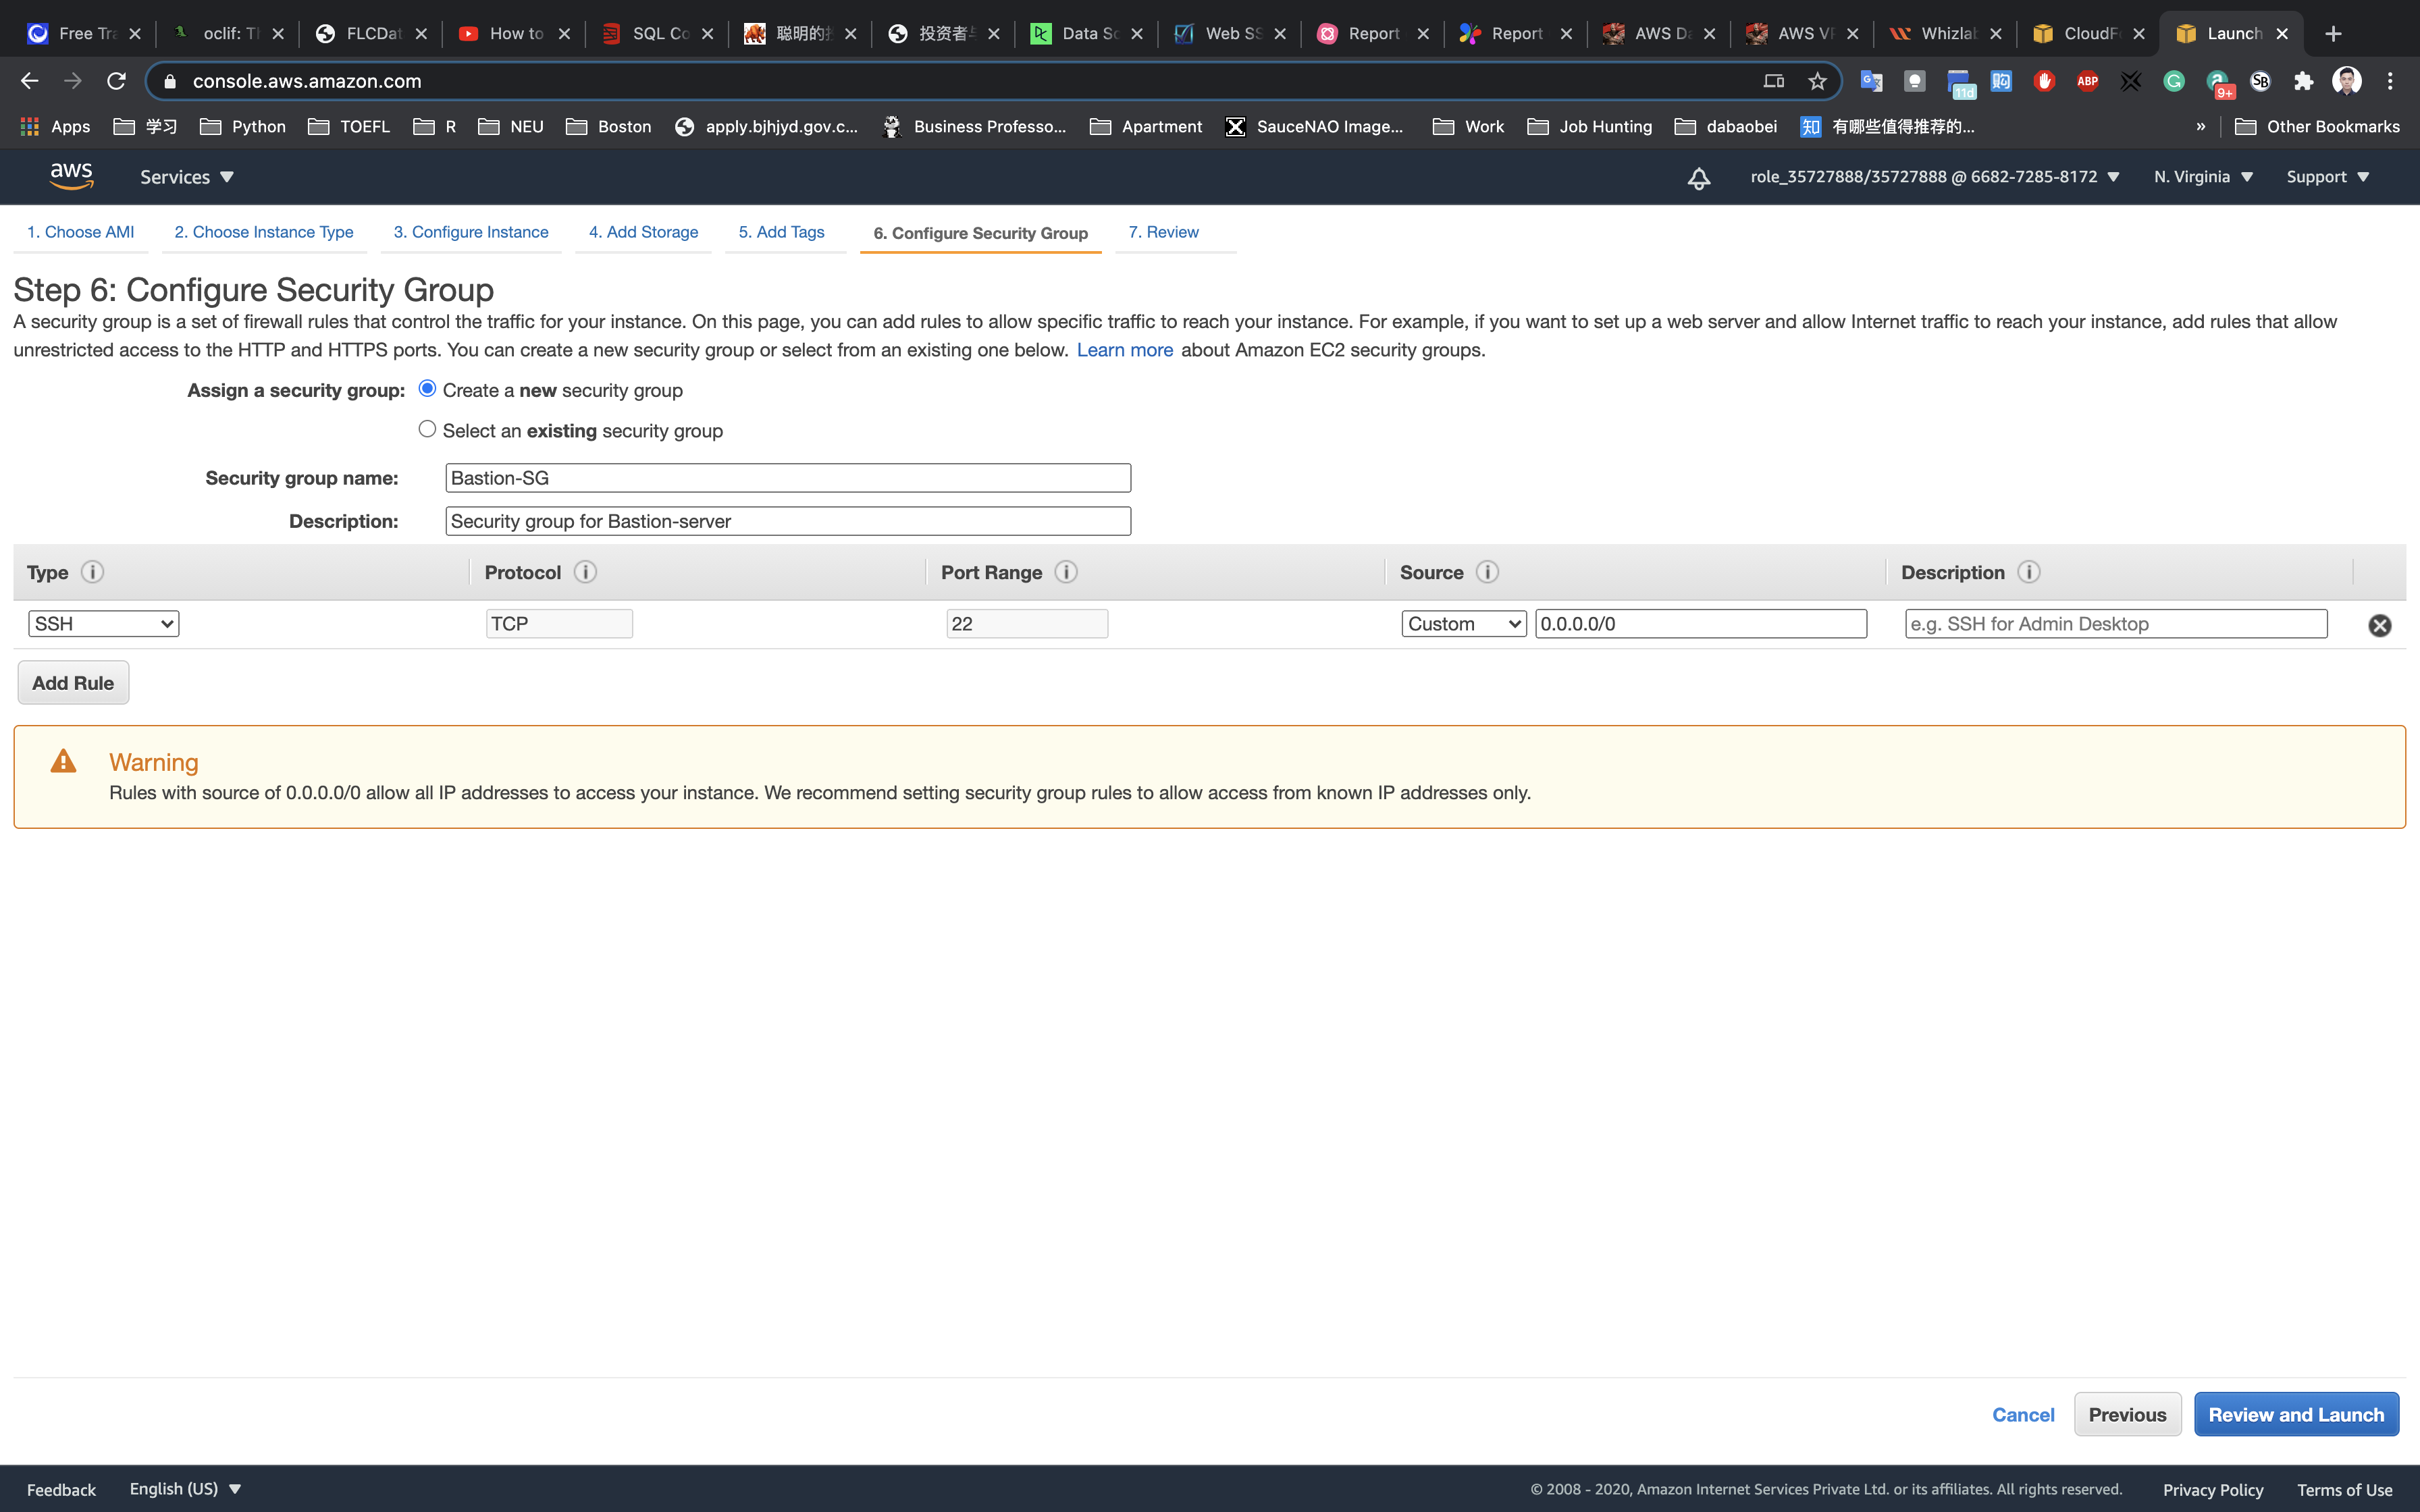 Free Tra
oclif: Th
FLCDat
How to
SQL Co
聪明的
投资者
Data Sc
Web SS
Report
Report
AWS Da
AWS VP
Whizlab
CloudFo
Launch
console.aws.amazon.com
11d
ABP
9+
SB
Apps
学习
Python
TOEFL
R
NEU
Boston
apply.bjhjyd.gov.c...
Business Professo...
Apartment
SauceNAO Image...
Work
Job Hunting
dabaobei
知 有哪些值得推荐的...
»
Other Bookmarks
aws
Services
role_35727888/35727888 @ 6682-7285-8172
N. Virginia
Support
1. Choose AMI
2. Choose Instance Type
3. Configure Instance
4. Add Storage
5. Add Tags
6. Configure Security Group
7. Review
Step 6: Configure Security Group
A security group is a set of firewall rules that control the traffic for your instance. On this page, you can add rules to allow specific traffic to reach your instance. For example, if you want to set up a web server and allow Internet traffic to reach your instance, add rules that allow
unrestricted access to the HTTP and HTTPS ports. You can create a new security group or select from an existing one below. Learn more about Amazon EC2 security groups.
Assign a security group: Create a new security group
Select an existing security group
Security group name: Bastion-SG
Description: Security group for Bastion-server
Type
Protocol
Port Range
Source
Description
SSH
TCP
22
Custom
0.0.0.0/0
e.g. SSH for Admin Desktop
Add Rule
Warning
Rules with source of 0.0.0.0/0 allow all IP addresses to access your instance. We recommend setting security group rules to allow access from known IP addresses only.
Cancel
Previous
Review and Launch
Feedback
English (US)
© 2008 - 2020, Amazon Internet Services Private Ltd. or its affiliates. All rights reserved.
Privacy Policy
Terms of Use